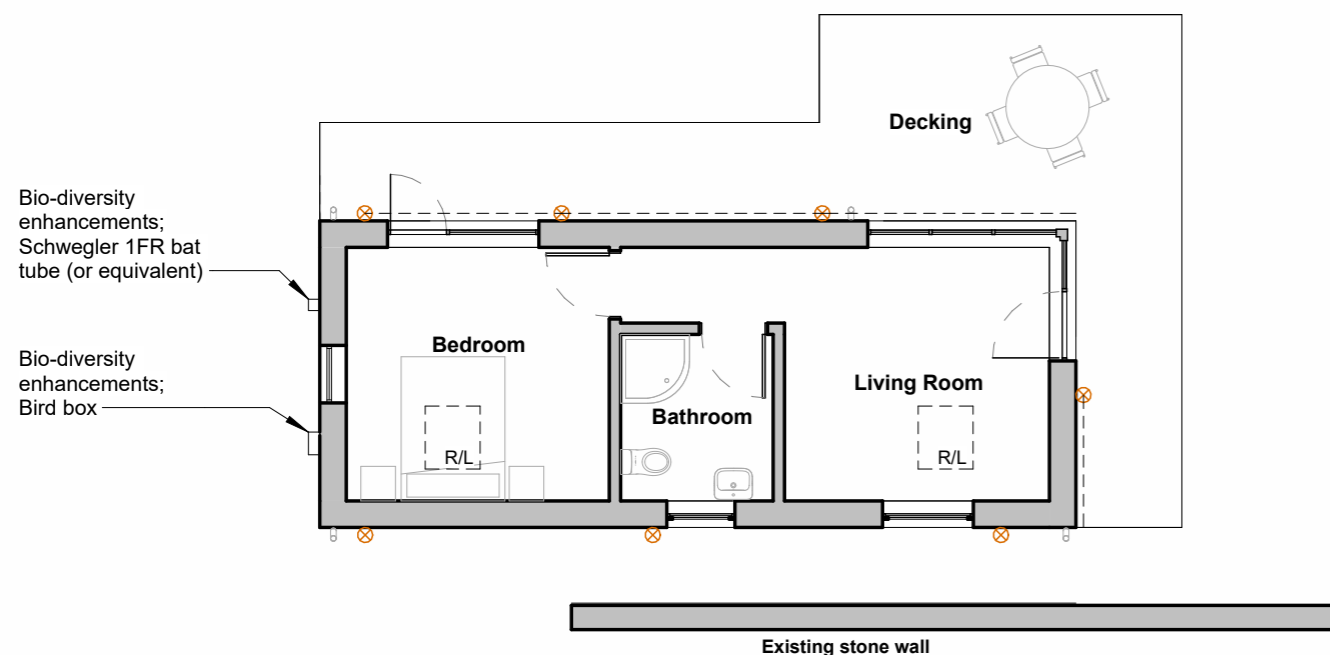 Decking
Bio-diversity
enhancements;
Schwegler 1FR bat
tube (or equivalent)
Bio-diversity
enhancements;
Bird box
Bedroom
Living Room
Bathroom
R/L
R/L
Existing stone wall